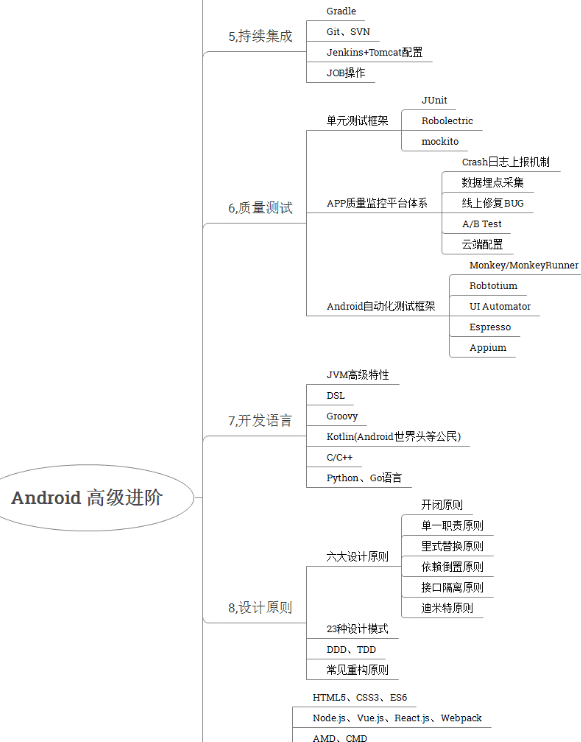 5,持续集成
Gradle
Git、SVN
Jenkins+Tomcat配置
JOB操作
6,质量测试
单元测试框架
JUnit
Robolectric
mockito
APP质量监控平台体系
Crash日志上报机制
数据埋点采集
线上修复BUG
A/B Test
云端配置
Android自动化测试框架
Monkey/MonkeyRunner
Robtotium
UI Automator
Espresso
Appium
7,开发语言
JVM高级特性
DSL
Groovy
Kotlin(Android世界头等公民)
C/C++
Python、Go语言
Android 高级进阶
8,设计原则
六大设计原则
开闭原则
单一职责原则
里式替换原则
依赖倒置原则
接口隔离原则
迪米特原则
23种设计模式
DDD、TDD
常见重构原则
HTML5、CSS3、ES6
Node.js、Vue.js、React.js、Webpack
AMD、CMD